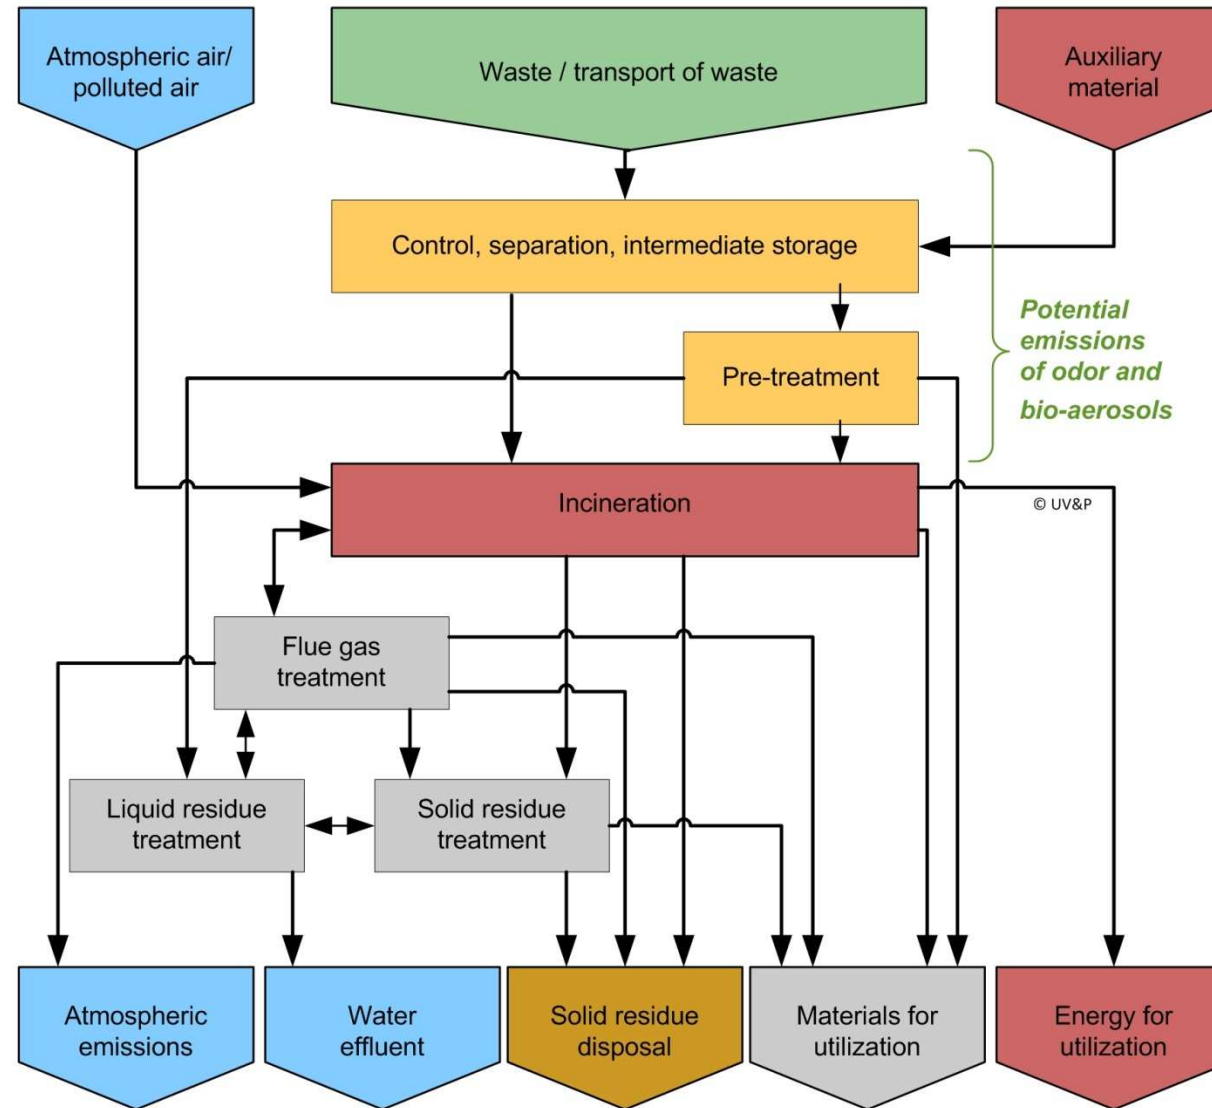 Atmospheric air/
polluted air
Waste / transport of waste
Auxiliary
material
Control, separation, intermediate storage
Potential
emissions
of odor and
bio-aerosols
Pre-treatment
Incineration
© UV&P
Flue gas
treatment
Liquid residue
treatment
Solid residue
treatment
Atmospheric
emissions
Water
effluent
Solid residue
disposal
Materials for
utilization
Energy for
utilization